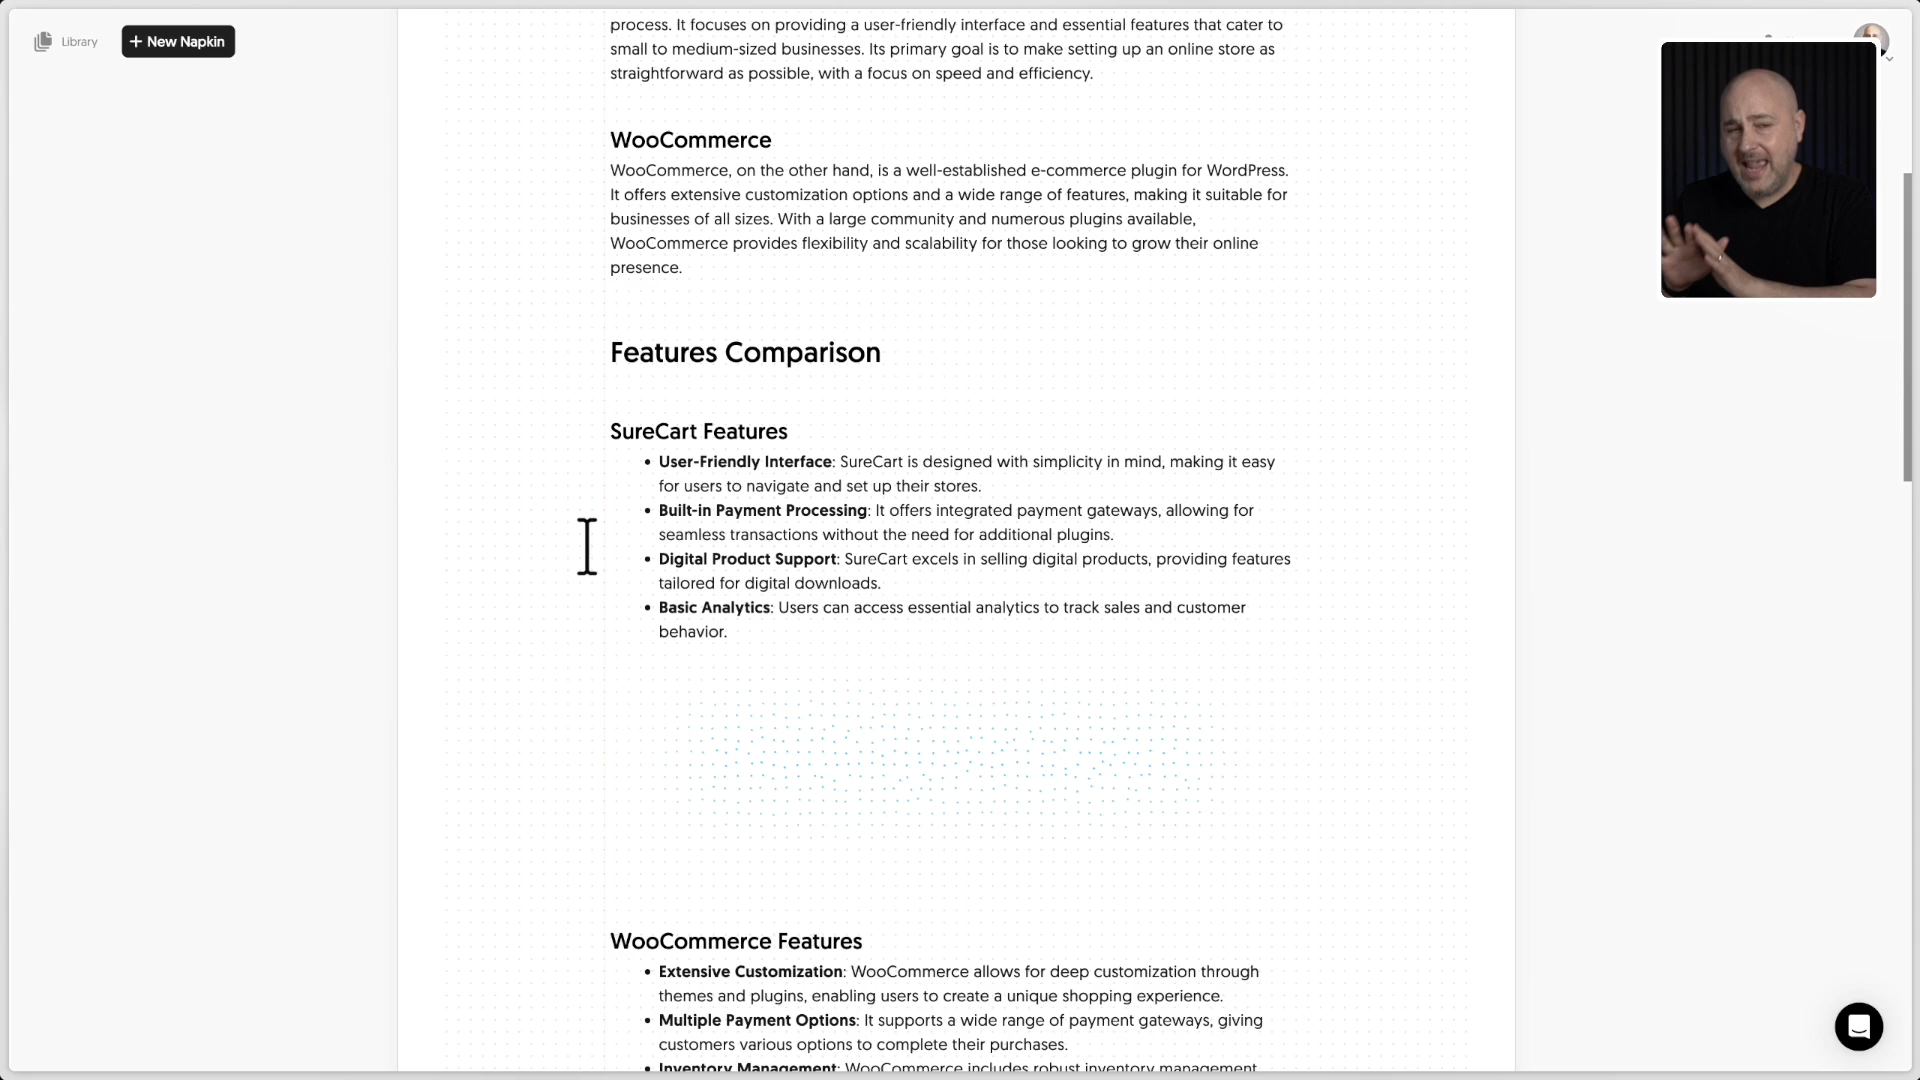 Library
+ New Napkin
process. It focuses on providing a user-friendly interface and essential features that cater to
small to medium-sized businesses. Its primary goal is to make setting up an online store as
straightforward as possible, with a focus on speed and efficiency.
WooCommerce
WooCommerce, on the other hand, is a well-established e-commerce plugin for WordPress.
It offers extensive customization options and a wide range of features, making it suitable for
businesses of all sizes. With a large community and numerous plugins available,
WooCommerce provides flexibility and scalability for those looking to grow their online
presence.
Features Comparison
SureCart Features
• User-Friendly Interface: SureCart is designed with simplicity in mind, making it easy
for users to navigate and set up their stores.
• Built-in Payment Processing: It offers integrated payment gateways, allowing for
seamless transactions without the need for additional plugins.
• Digital Product Support: SureCart excels in selling digital products, providing features
tailored for digital downloads.
• Basic Analytics: Users can access essential analytics to track sales and customer
behavior.
WooCommerce Features
• Extensive Customization: WooCommerce allows for deep customization through
themes and plugins, enabling users to create a unique shopping experience.
• Multiple Payment Options: It supports a wide range of payment gateways, giving
customers various options to complete their purchases.
• Inventory Management: WooCommerce includes robust inventory management